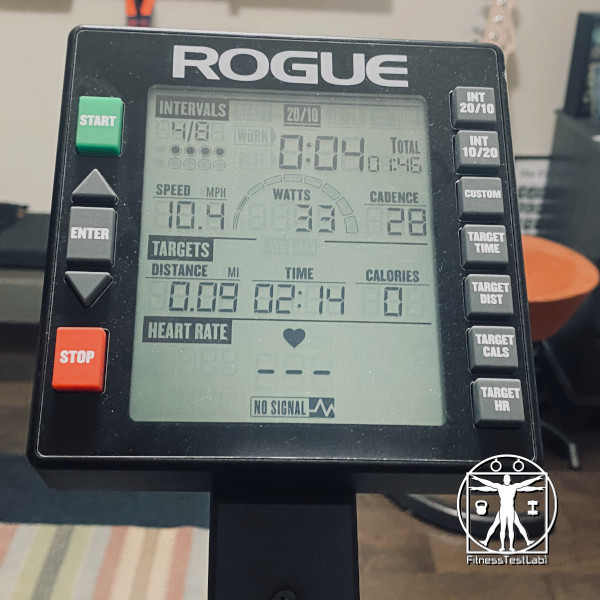 ROGUE
START
ENTER
STOP
INTERVALS 20/10
4/8 WORK 0:04 TOTAL
REST 01:46
SPEED MPH WATTS CADENCE
10.4 33 28
TARGETS
DISTANCE MI TIME CALORIES
0.09 02:14 0
HEART RATE
---
NO SIGNAL
INT
20/10
INT
10/20
CUSTOM
TARGET
TIME
TARGET
DIST
TARGET
CALS
TARGET
HR
FitnessTestLab1